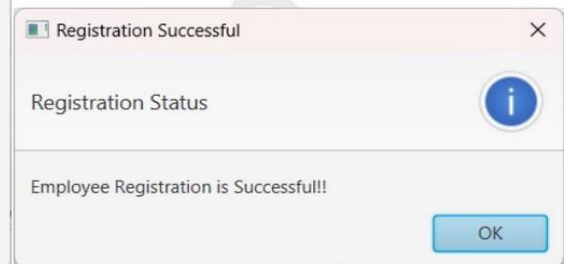 Registration Successful
Registration Status
Employee Registration is Successful!!
OK